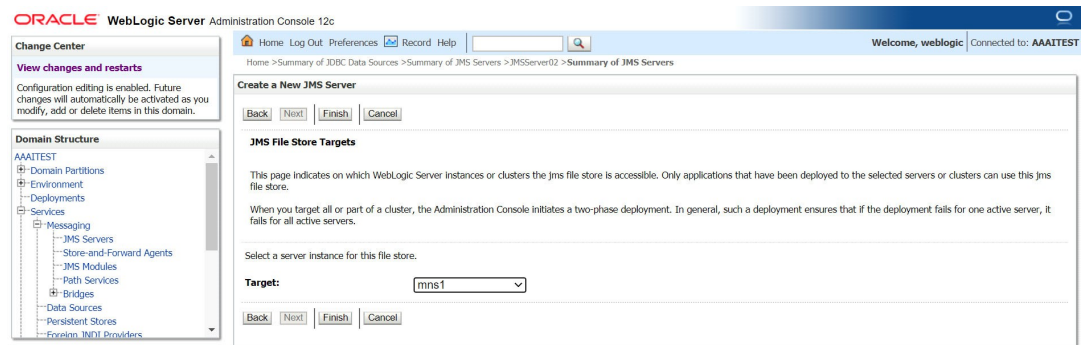 ORACLE WebLogic Server Administration Console 12c
Change Center
View changes and restarts
Configuration editing is enabled. Future
changes will automatically be activated as you
modify, add or delete items in this domain.
Domain Structure
AAAITEST
Domain Partitions
Environment
Deployments
Services
Messaging
JMS Servers
Store-and-Forward Agents
JMS Modules
Path Services
Bridges
Data Sources
Persistent Stores
Foreign JNDI Providers
Home Log Out Preferences Record Help
Welcome, weblogic Connected to: AAAITEST
Home >Summary of JDBC Data Sources >Summary of JMS Servers >JMSServer02 >Summary of JMS Servers
Create a New JMS Server
Back Next Finish Cancel
JMS File Store Targets
This page indicates on which WebLogic Server instances or clusters the jms file store is accessible. Only applications that have been deployed to the selected servers or clusters can use this jms
file store.
When you target all or part of a cluster, the Administration Console initiates a two-phase deployment. In general, such a deployment ensures that if the deployment fails for one active server, it
fails for all active servers.
Select a server instance for this file store.
Target: mns1
Back Next Finish Cancel